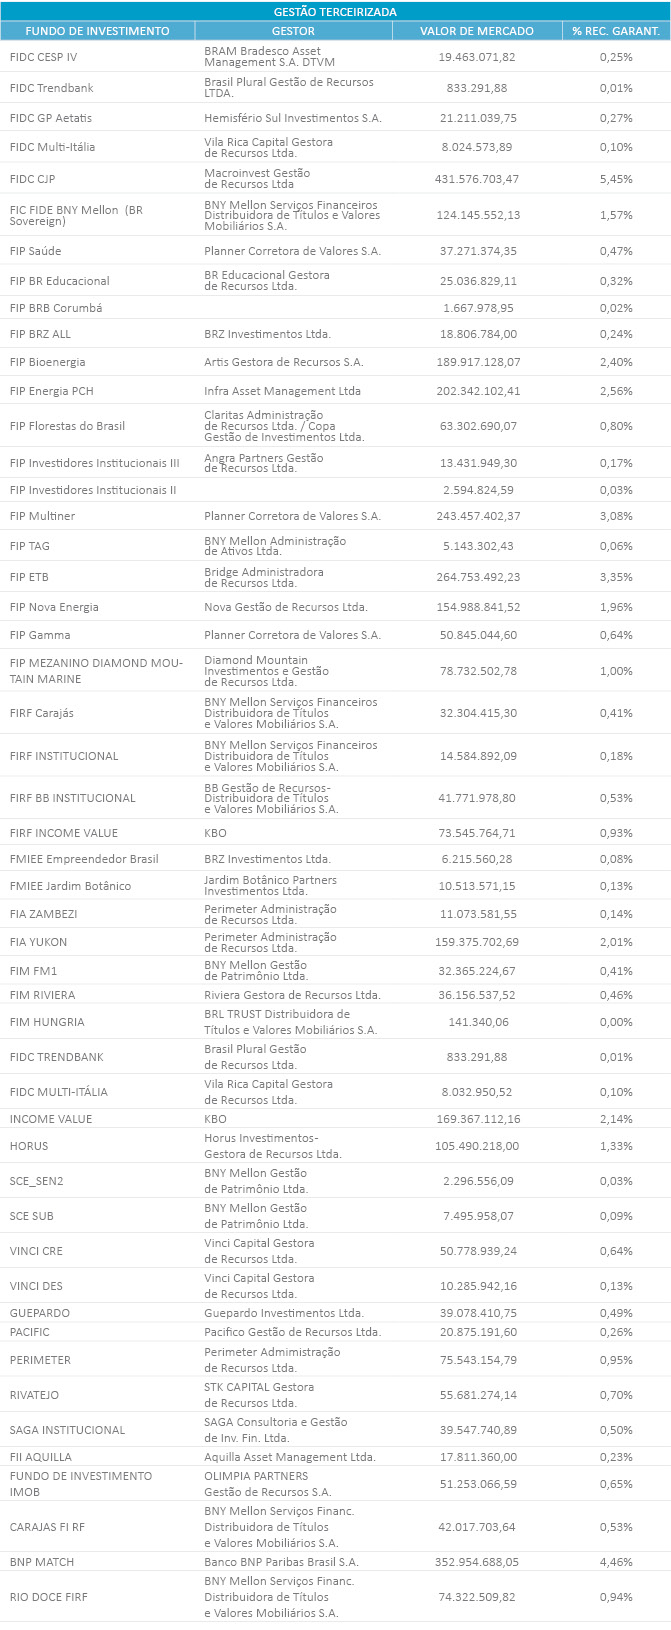 GESTÃO TERCEIRIZADA
FUNDO DE INVESTIMENTO GESTOR VALOR DE MERCADO % REC. GARANT.
FIDC CESP IV BRAM Bradesco Asset
Management S.A. DTVM 19.463.071,82 0,25%
FIDC Trendbank Brasil Plural Gestão de Recursos
LTDA. 833.291,88 0,01%
FIDC GP Aetatis Hemisfério Sul Investimentos S.A. 21.211.039,75 0,27%
FIDC Multi-Itália Vila Rica Capital Gestora
de Recursos Ltda. 8.024.573,89 0,10%
FIDC CJP Macroinvest Gestão
de Recursos Ltda 431.576.703,47 5,45%
FIC FIDE BNY Mellon (BR
Sovereign) BNY Mellon Serviços Financeiros
Distribuidora de Títulos e Valores
Mobiliários S.A. 124.145.552,13 1,57%
FIP Saúde Planner Corretora de Valores S.A. 37.271.374,35 0,47%
FIP BR Educacional BR Educacional Gestora
de Recursos Ltda. 25.036.829,11 0,32%
FIP BRB Corumbá 1.667.978,95 0,02%
FIP BRZ ALL BRZ Investimentos Ltda. 18.806.784,00 0,24%
FIP Bioenergia Artis Gestora de Recursos S.A. 189.917.128,07 2,40%
FIP Energia PCH Infra Asset Management Ltda 202.342.102,41 2,56%
FIP Florestas do Brasil Claritas Administração
de Recursos Ltda. / Copa
Gestão de Investimentos Ltda. 63.302.690,07 0,80%
FIP Investidores Institucionais III Angra Partners Gestão
de Recursos Ltda. 13.431.949,30 0,17%
FIP Investidores Institucionais II 2.594.824,59 0,03%
FIP Multiner Planner Corretora de Valores S.A. 243.457.402,37 3,08%
FIP TAG BNY Mellon Administração
de Ativos Ltda. 5.143.302,43 0,06%
FIP ETB Bridge Administradora
de Recursos Ltda. 264.753.492,23 3,35%
FIP Nova Energia Nova Gestão de Recursos Ltda. 154.988.841,52 1,96%
FIP Gamma Planner Corretora de Valores S.A. 50.845.044,60 0,64%
FIP MEZANINO DIAMOND MOU-
TAIN MARINE Diamond Mountain
Investimentos e Gestão
de Recursos Ltda. 78.732.502,78 1,00%
FIRF Carajás BNY Mellon Serviços Financeiros
Distribuidora de Títulos
e Valores Mobiliários S.A. 32.304.415,30 0,41%
FIRF INSTITUCIONAL BNY Mellon Serviços Financeiros
Distribuidora de Títulos
e Valores Mobiliários S.A. 14.584.892,09 0,18%
FIRF BB INSTITUCIONAL BB Gestão de Recursos-
Distribuidora de Títulos
e Valores Mobiliários S.A. 41.771.978,80 0,53%
FIRF INCOME VALUE KBO 73.545.764,71 0,93%
FMIEE Empreendedor Brasil BRZ Investimentos Ltda. 6.215.560,28 0,08%
FMIEE Jardim Botânico Jardim Botânico Partners
Investimentos Ltda. 10.513.571,15 0,13%
FIA ZAMBEZI Perimeter Administração
de Recursos Ltda. 11.073.581,55 0,14%
FIA YUKON Perimeter Administração
de Recursos Ltda. 159.375.702,69 2,01%
FIM FM1 BNY Mellon Gestão
de Patrimônio Ltda. 32.365.224,67 0,41%
FIM RIVIERA Riviera Gestora de Recursos Ltda. 36.156.537,52 0,46%
FIM HUNGRIA BRL TRUST Distribuidora de
Títulos e Valores Mobiliários S.A. 141.340,06 0,00%
FIDC TRENDBANK Brasil Plural Gestão
de Recursos Ltda. 833.291,88 0,01%
FIDC MULTI-ITÁLIA Vila Rica Capital Gestora
de Recursos Ltda. 8.032.950,52 0,10%
INCOME VALUE KBO 169.367.112,16 2,14%
HORUS Horus Investimentos-
Gestora de Recursos Ltda. 105.490.218,00 1,33%
SCE_SEN2 BNY Mellon Gestão
de Patrimônio Ltda. 2.296.556,09 0,03%
SCE SUB BNY Mellon Gestão
de Patrimônio Ltda. 7.495.958,07 0,09%
VINCI CRE Vinci Capital Gestora
de Recursos Ltda. 50.778.939,24 0,64%
VINCI DES Vinci Capital Gestora
de Recursos Ltda. 10.285.942,16 0,13%
GUEPARDO Guepardo Investimentos Ltda. 39.078.410,75 0,49%
PACIFIC Pacifico Gestão de Recursos Ltda. 20.875.191,60 0,26%
PERIMETER Perimeter Admimistração
de Recursos Ltda. 75.543.154,79 0,95%
RIVATEJO STK CAPITAL Gestora
de Recursos Ltda. 55.681.274,14 0,70%
SAGA INSTITUCIONAL SAGA Consultoria e Gestão
de Inv. Fin. Ltda. 39.547.740,89 0,50%
FII AQUILLA Aquilla Asset Management Ltda. 17.811.360,00 0,23%
FUNDO DE INVESTIMENTO
IMOB OLIMPIA PARTNERS
Gestão de Recursos S.A. 51.253.066,59 0,65%
CARAJAS FI RF BNY Mellon Serviços Financ.
Distribuidora de Títulos
e Valores Mobiliários S.A. 42.017.703,64 0,53%
BNP MATCH Banco BNP Paribas Brasil S.A. 352.954.688,05 4,46%
RIO DOCE FIRF BNY Mellon Serviços Financ.
Distribuidora de Títulos
e Valores Mobiliários S.A. 74.322.509,82 0,94%